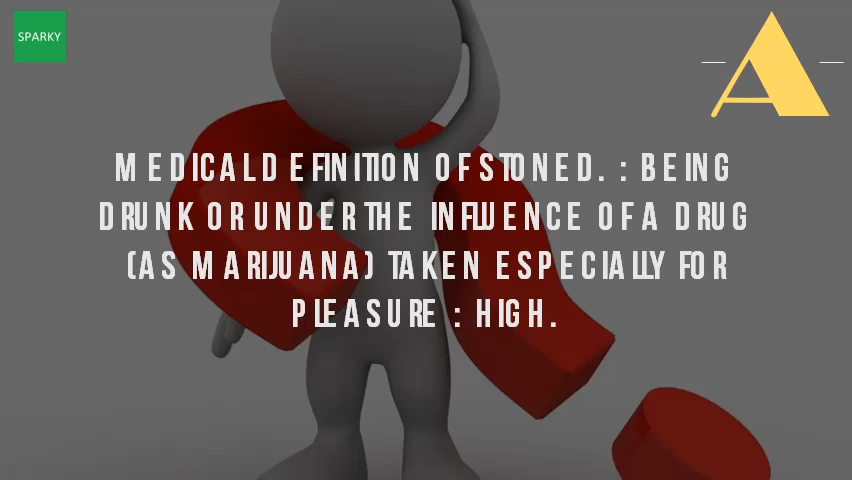 SPARKY
A
MEDICAL DEFINITION OF STONED. : BEING
DRUNK OR UNDER THE INFLUENCE OF A DRUG
(AS MARIJUANA) TAKEN ESPECIALLY FOR
PLEASURE : HIGH.